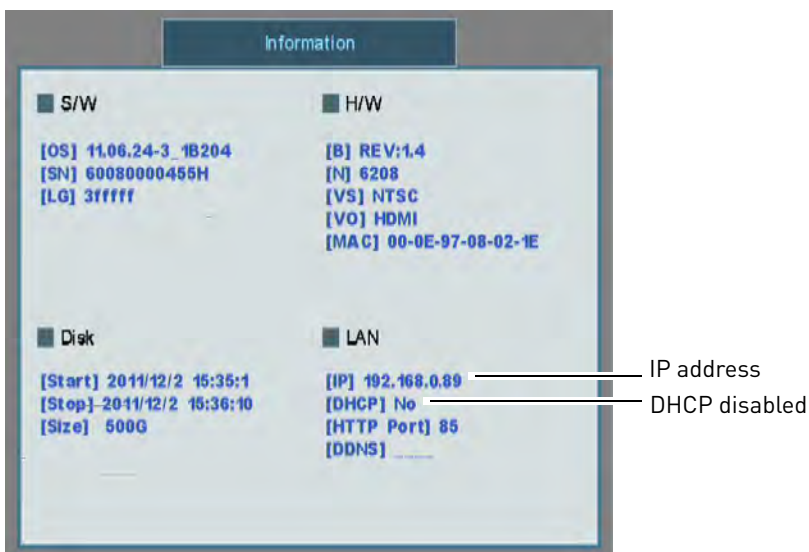 Information
S/W
[OS] 11.06.24-3_1B204
[SN] 60080000455H
[LG] 3fffff
H/W
[B] REV:1.4
[N] 6208
[VS] NTSC
[VO] HDMI
[MAC] 00-0E-97-08-02-1E
Disk
[Start] 2011/12/2 15:35:1
[Stop] 2011/12/2 15:36:10
[Size] 500G
LAN
[IP] 192.168.0.89
[DHCP] No
[HTTP Port] 85
[DDNS] ____
IP address
DHCP disabled